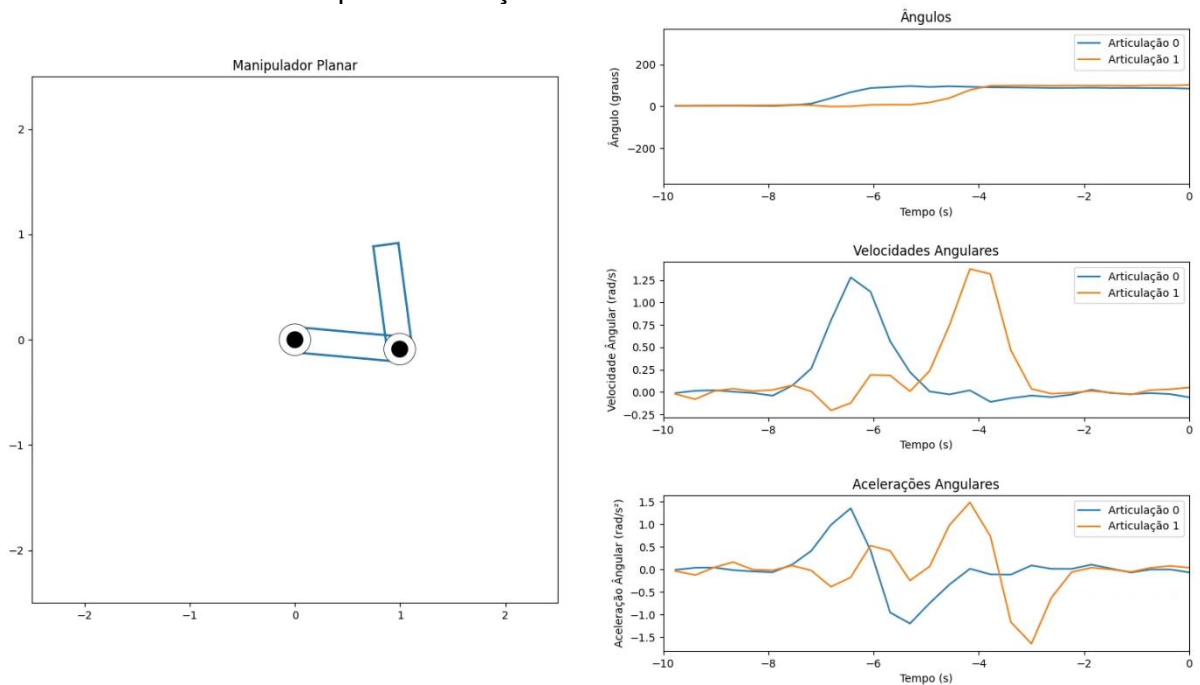 Manipulador Planar
2
1
0
−1
−2
−2
−1
0
1
2
Ângulos
Ângulo (graus)
200
0
−200
Articulação 0
Articulação 1
−10
−8
−6
−4
−2
0
Tempo (s)
Velocidades Angulares
Velocidade Ângular (rad/s)
1.25
1.00
0.75
0.50
0.25
0.00
−0.25
Articulação 0
Articulação 1
−10
−8
−6
−4
−2
0
Tempo (s)
Acelerações Angulares
Aceleração Ângular (rad/s²)
1.5
1.0
0.5
0.0
−0.5
−1.0
−1.5
Articulação 0
Articulação 1
−10
−8
−6
−4
−2
0
Tempo (s)